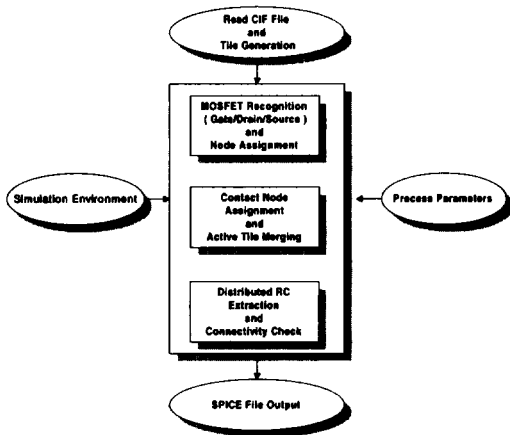 Read CIF File
and
Tile Generation
MOSFET Recognition
( Gate/Drain/Source )
and
Node Assignment
Simulation Environment
Process Parameters
Contact Node
Assignment
and
Active Tile Merging
Distributed RC
Extraction
and
Connectivity Check
SPICE File Output